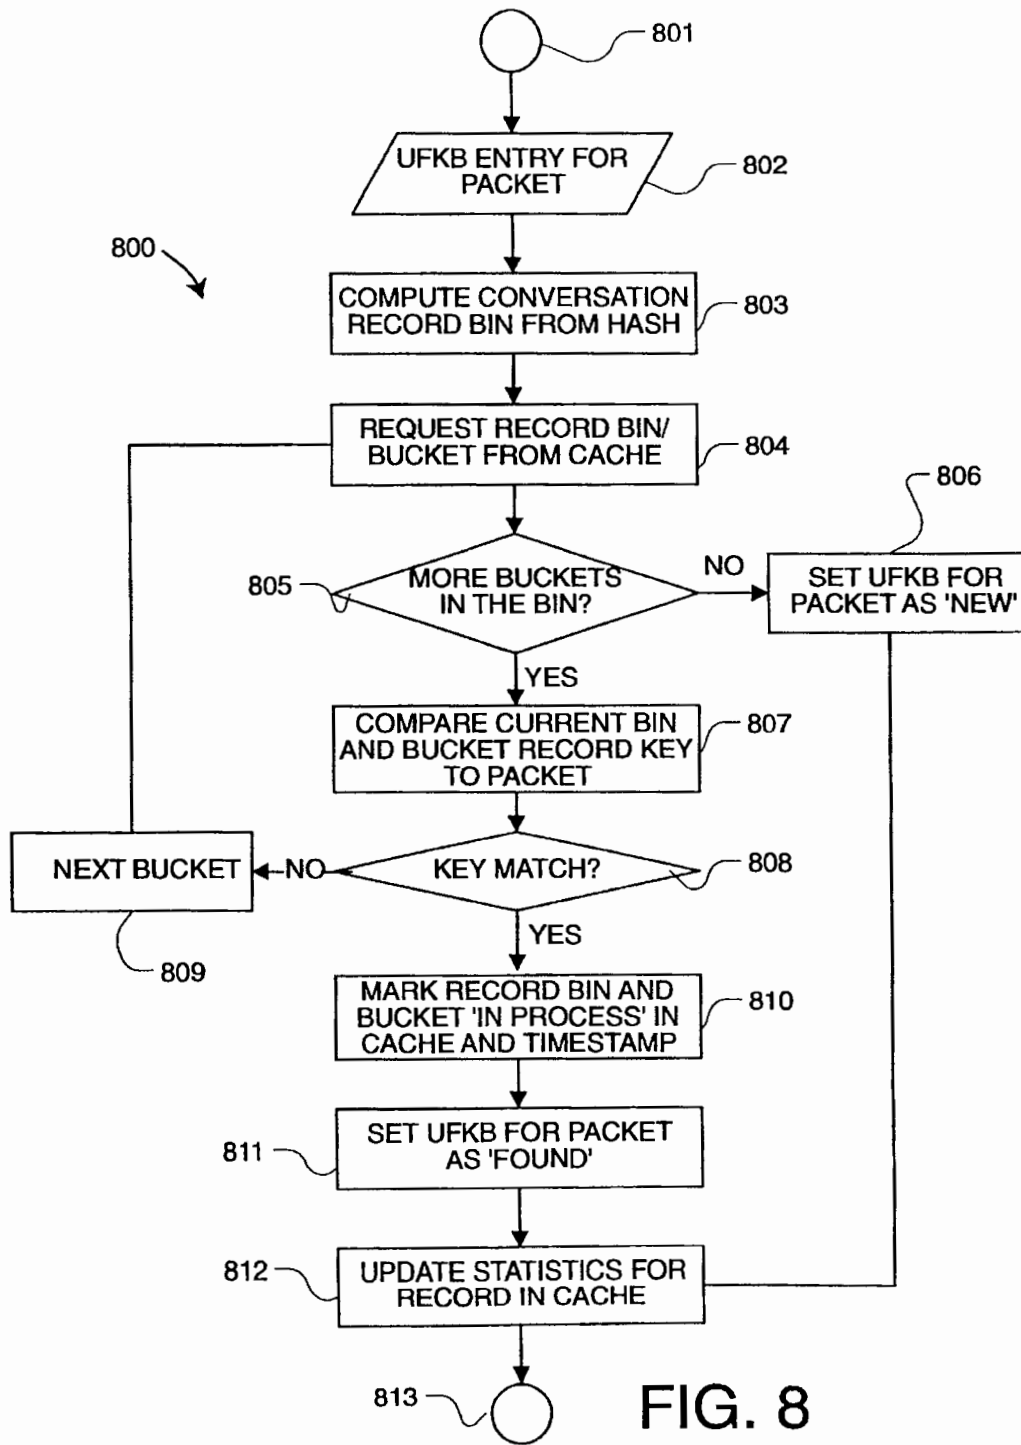 801
UFKB ENTRY FOR
PACKET
802
800
COMPUTE CONVERSATION
RECORD BIN FROM HASH
803
REQUEST RECORD BIN/
BUCKET FROM CACHE
804
806
805
MORE BUCKETS
IN THE BIN?
NO
SET UFKB FOR
PACKET AS 'NEW'
YES
COMPARE CURRENT BIN
AND BUCKET RECORD KEY
TO PACKET
807
NEXT BUCKET
NO
KEY MATCH?
808
809
YES
MARK RECORD BIN AND
BUCKET 'IN PROCESS' IN
CACHE AND TIMESTAMP
810
811
SET UFKB FOR PACKET
AS 'FOUND'
812
UPDATE STATISTICS FOR
RECORD IN CACHE
813
FIG. 8